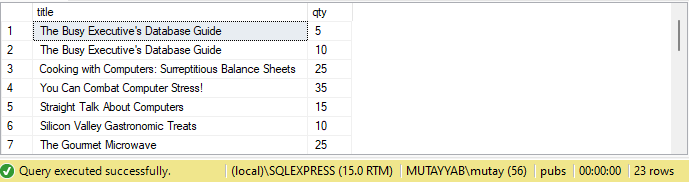 title qty
1 The Busy Executive's Database Guide 5
2 The Busy Executive's Database Guide 10
3 Cooking with Computers: Surreptitious Balance Sheets 25
4 You Can Combat Computer Stress! 35
5 Straight Talk About Computers 15
6 Silicon Valley Gastronomic Treats 10
7 The Gourmet Microwave 25
Query executed successfully. (local)\SQLEXPRESS (15.0 RTM) MUTAYYAB\mutay (56) pubs 00:00:00 23 rows